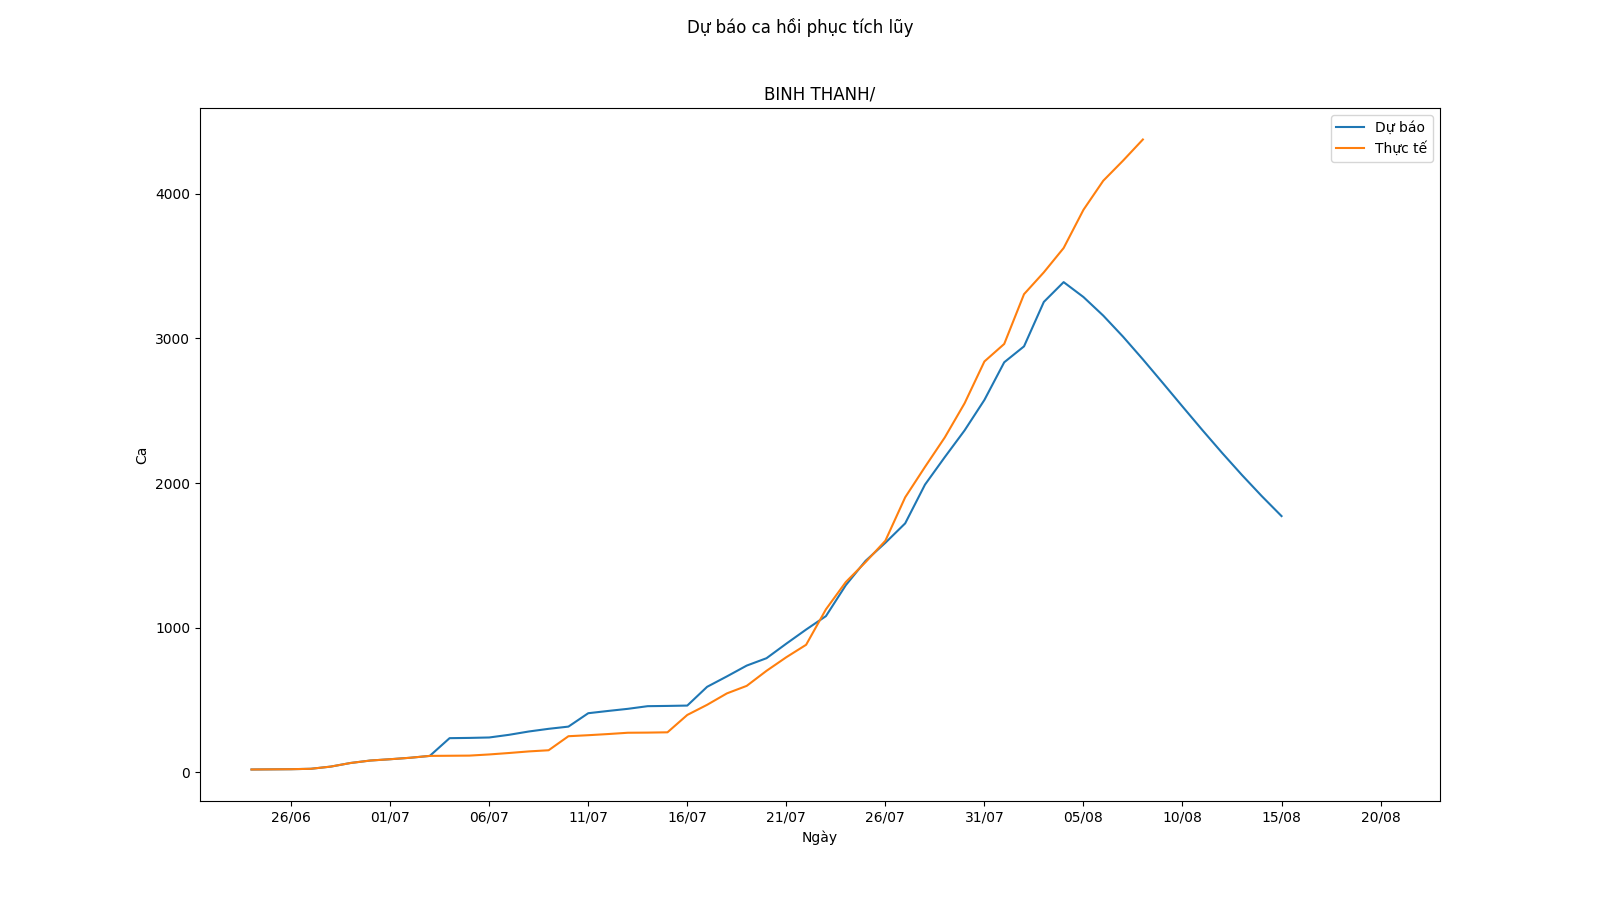 Dự báo ca hồi phục tích lũy
BINH THANH/
Dự báo
Thực tế
4000
3000
2000
1000
0
Ca
26/06 01/07 06/07 11/07 16/07 21/07 26/07 31/07 05/08 10/08 15/08 20/08
Ngày